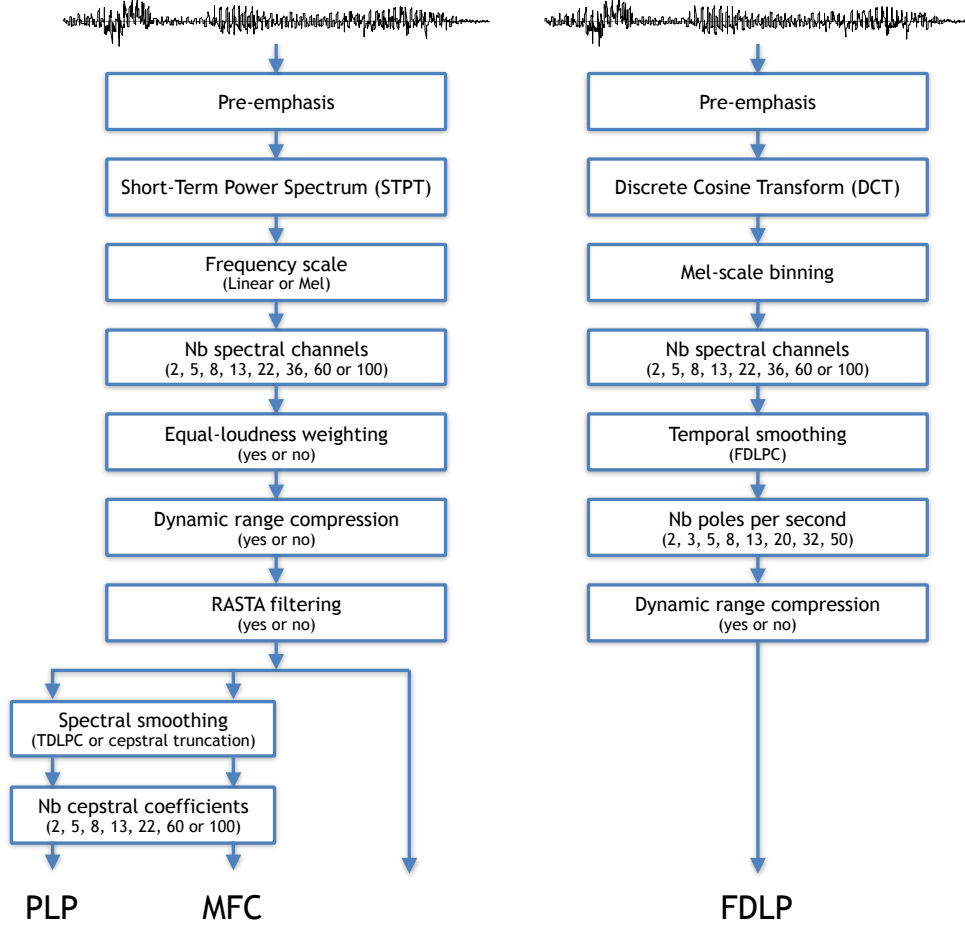 Pre-emphasis
Short-Term Power Spectrum (STPT)
Frequency scale
(Linear or Mel)
Nb spectral channels
(2, 5, 8, 13, 22, 36, 60 or 100)
Equal-loudness weighting
(yes or no)
Dynamic range compression
(yes or no)
RASTA filtering
(yes or no)
Spectral smoothing
(TDLPC or cepstral truncation)
Nb cepstral coefficients
(2, 5, 8, 13, 22, 60 or 100)
PLP
MFC
Pre-emphasis
Discrete Cosine Transform (DCT)
Mel-scale binning
Nb spectral channels
(2, 5, 8, 13, 22, 36, 60 or 100)
Temporal smoothing
(FDLPC)
Nb poles per second
(2, 3, 5, 8, 13, 20, 32, 50)
Dynamic range compression
(yes or no)
FDLP